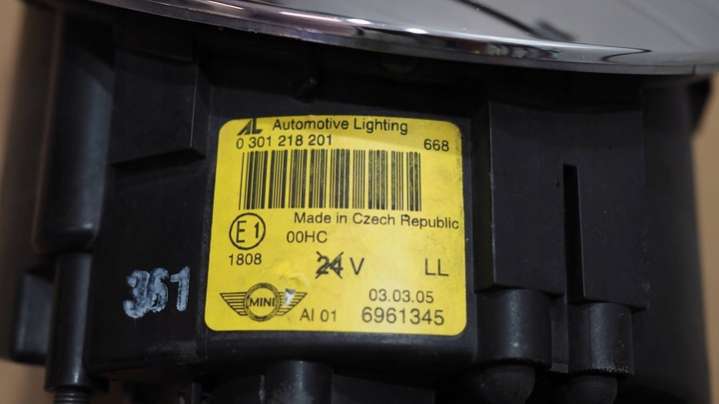 AL Automotive Lighting
0 301 218 201 668
Made in Czech Republic
E1 00HC
1808 24 V LL
361
MINI 03.03.05
AI 01 6961345